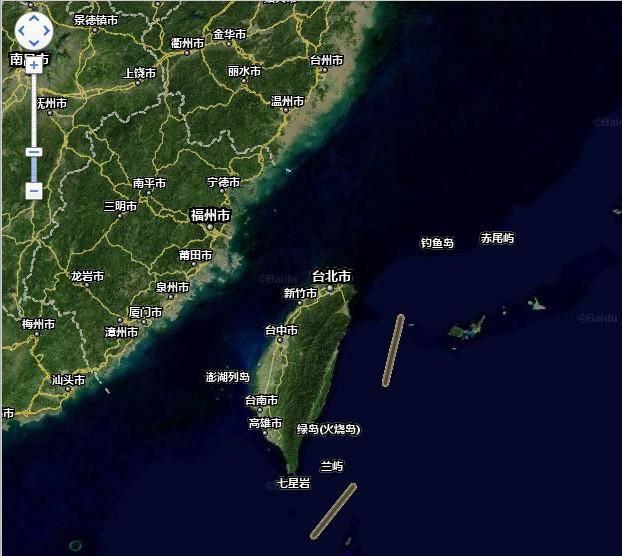 景德镇市
金华市
衢州市
南昌市
台州市
上饶市
丽水市
抚州市
温州市
©Baidu
南平市
宁德市
三明市
福州市
钓鱼岛
赤尾屿
莆田市
龙岩市
©Baidu
台北市
泉州市
新竹市
厦门市
©Baidu
梅州市
漳州市
台中市
汕头市
澎湖列岛
台南市
市
高雄市
绿岛(火烧岛)
兰屿
七星岩